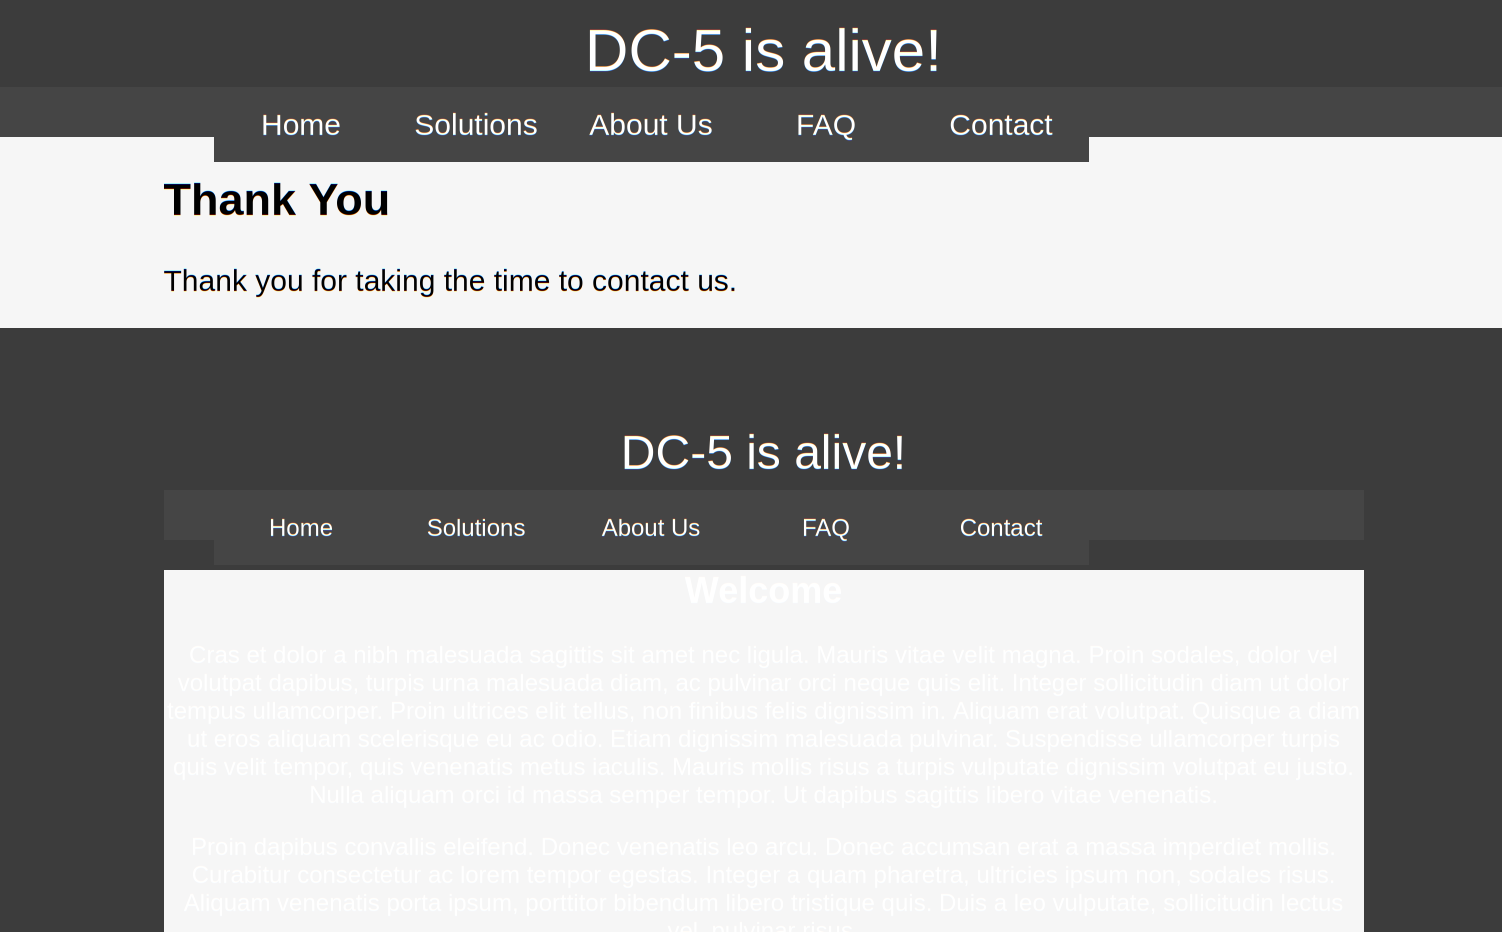 DC-5 is alive!
Home Solutions About Us FAQ Contact
Thank You
Thank you for taking the time to contact us.
DC-5 is alive!
Home Solutions About Us FAQ Contact
Welcome
Cras et dolor a nibh malesuada sagittis sit amet nec ligula. Mauris vitae velit magna. Proin sodales, dolor vel
volutpat dapibus, turpis urna malesuada diam, ac pulvinar orci neque quis elit. Integer sollicitudin diam ut dolor
tempus ullamcorper. Proin ultrices elit tellus, non finibus felis dignissim in. Aliquam erat volutpat. Quisque a diam
ut eros aliquam scelerisque eu ac odio. Etiam dignissim malesuada pulvinar. Suspendisse ullamcorper turpis
quis velit tempor, quis venenatis metus iaculis. Mauris mollis risus a turpis vulputate dignissim volutpat eu justo.
Nulla aliquam orci id massa semper tempor. Ut dapibus sagittis libero vitae venenatis.
Proin dapibus convallis eleifend. Donec venenatis leo arcu. Donec accumsan erat a massa imperdiet mollis.
Curabitur consectetur ac lorem tempor egestas. Integer a quam pharetra, ultricies ipsum non, sodales risus.
Aliquam venenatis porta ipsum, porttitor bibendum libero tristique quis. Duis a leo vulputate, sollicitudin lectus
vel, pulvinar risus.